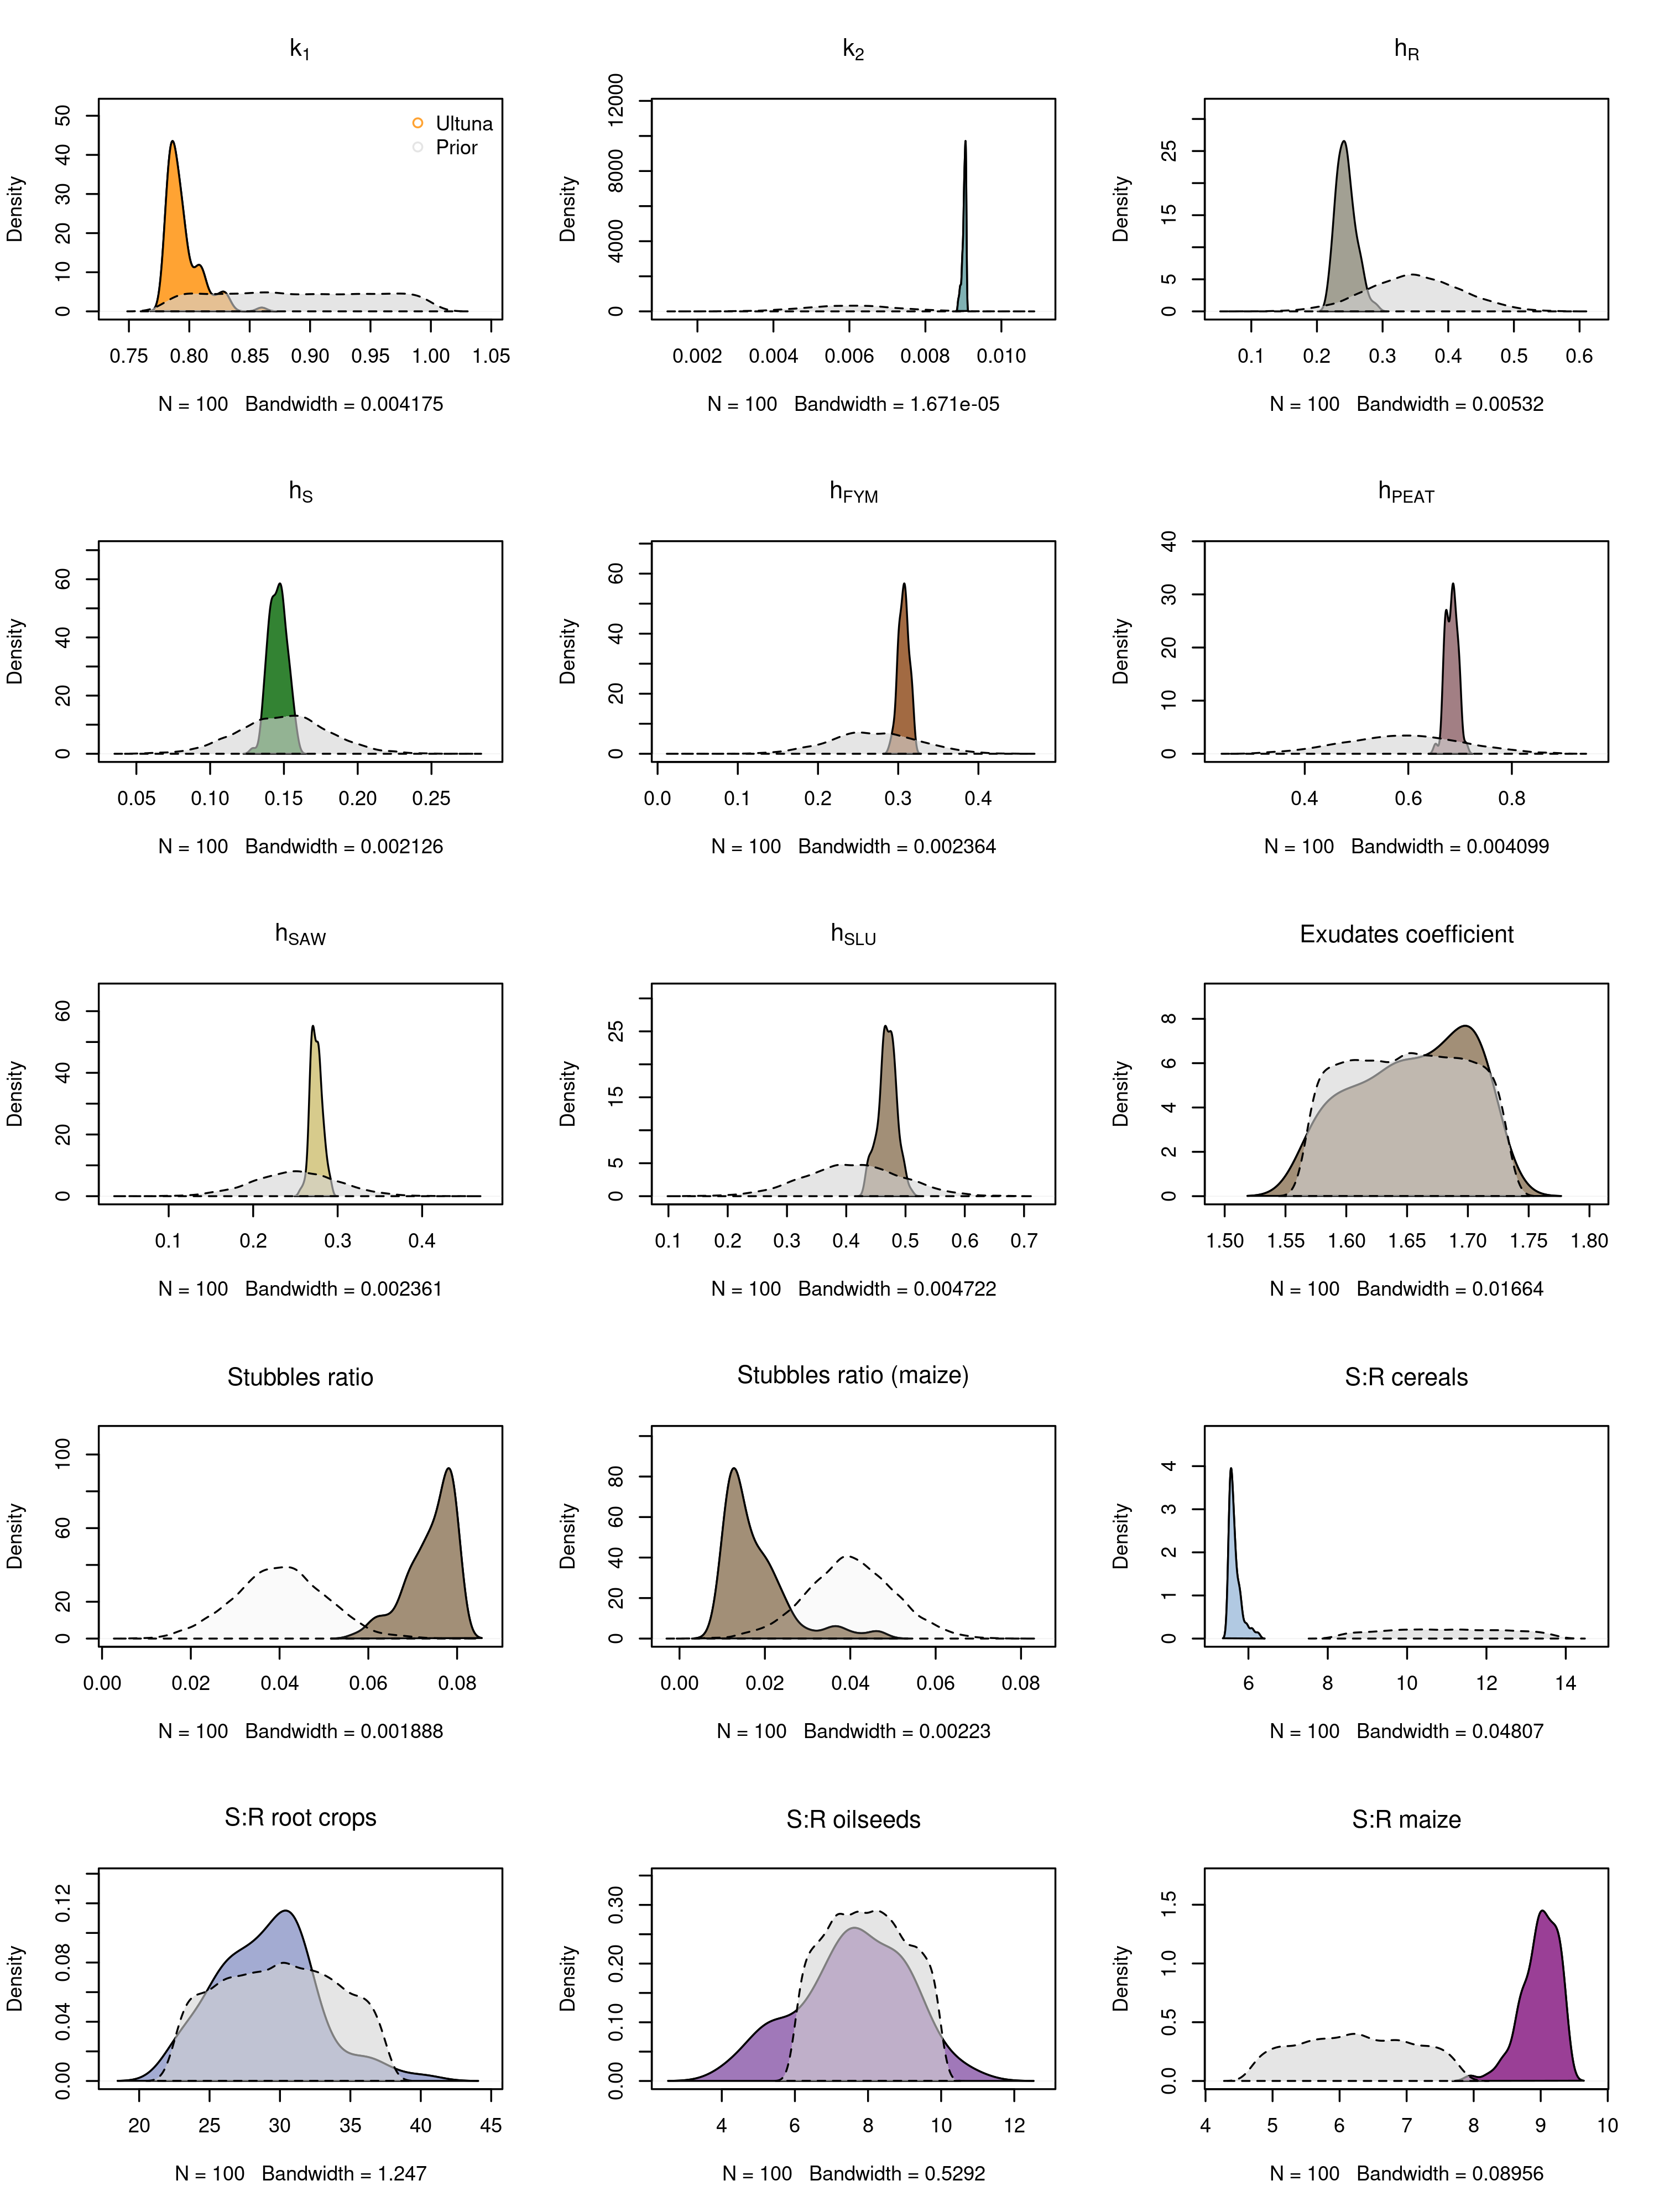 k1
k2
hR
Density
0 10 20 30 40 50
Ultuna
Prior
0.75 0.80 0.85 0.90 0.95 1.00 1.05
N = 100 Bandwidth = 0.004175
Density
0 4000 8000 12000
0.002 0.004 0.006 0.008 0.010
N = 100 Bandwidth = 1.671e-05
Density
0 5 15 25
0.1 0.2 0.3 0.4 0.5 0.6
N = 100 Bandwidth = 0.00532
hS
hFYM
hPEAT
Density
0 20 40 60
0.05 0.10 0.15 0.20 0.25
N = 100 Bandwidth = 0.002126
Density
0 20 40 60
0.0 0.1 0.2 0.3 0.4
N = 100 Bandwidth = 0.002364
Density
0 10 20 30 40
0.4 0.6 0.8
N = 100 Bandwidth = 0.004099
hSAW
hSLU
Exudates coefficient
Density
0 20 40 60
0.1 0.2 0.3 0.4
N = 100 Bandwidth = 0.002361
Density
0 5 15 25
0.1 0.2 0.3 0.4 0.5 0.6 0.7
N = 100 Bandwidth = 0.004722
Density
0 2 4 6 8
1.50 1.55 1.60 1.65 1.70 1.75 1.80
N = 100 Bandwidth = 0.01664
Stubbles ratio
Stubbles ratio (maize)
S:R cereals
Density
0 20 60 100
0.00 0.02 0.04 0.06 0.08
N = 100 Bandwidth = 0.001888
Density
0 20 40 60 80
0.00 0.02 0.04 0.06 0.08
N = 100 Bandwidth = 0.00223
Density
0 1 2 3 4
6 8 10 12 14
N = 100 Bandwidth = 0.04807
S:R root crops
S:R oilseeds
S:R maize
Density
0.00 0.04 0.08 0.12
20 25 30 35 40 45
N = 100 Bandwidth = 1.247
Density
0.00 0.10 0.20 0.30
4 6 8 10 12
N = 100 Bandwidth = 0.5292
Density
0.0 0.5 1.0 1.5
4 5 6 7 8 9 10
N = 100 Bandwidth = 0.08956